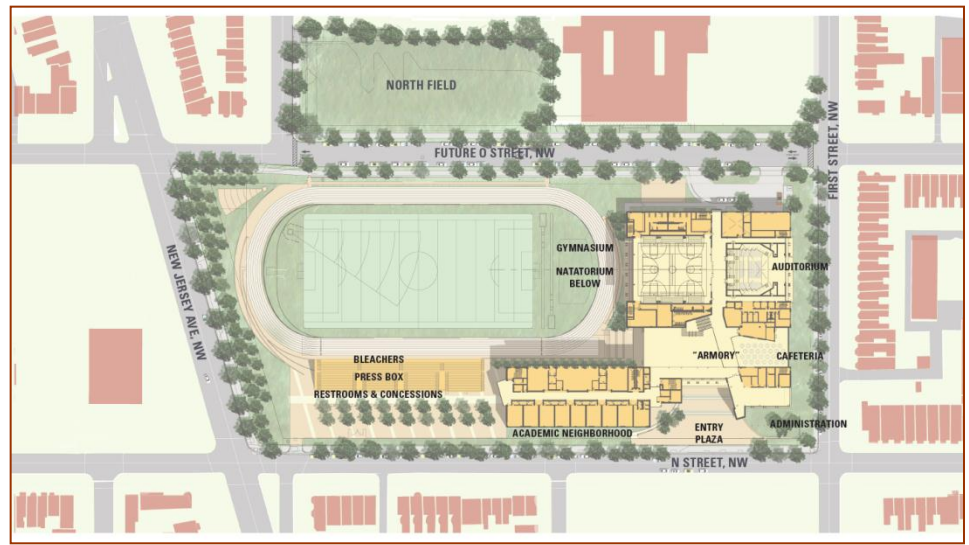 NORTH FIELD
FUTURE O STREET, NW
FIRST STREET, NW
NEW JERSEY AVE, NW
GYMNASIUM
NATATORIUM
BELOW
AUDITORIUM
"ARMORY"
CAFETERIA
BLEACHERS
PRESS BOX
RESTROOMS & CONCESSIONS
ACADEMIC NEIGHBORHOOD
ENTRY
PLAZA
ADMINISTRATION
N STREET, NW